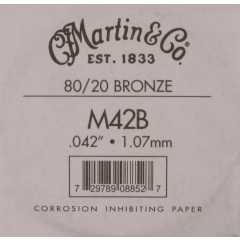 C.F. Martin & Co.
EST. 1833
80/20 BRONZE
M42B
.042" • 1.07mm
7 29789 08852 7
CORROSION INHIBITING PAPER